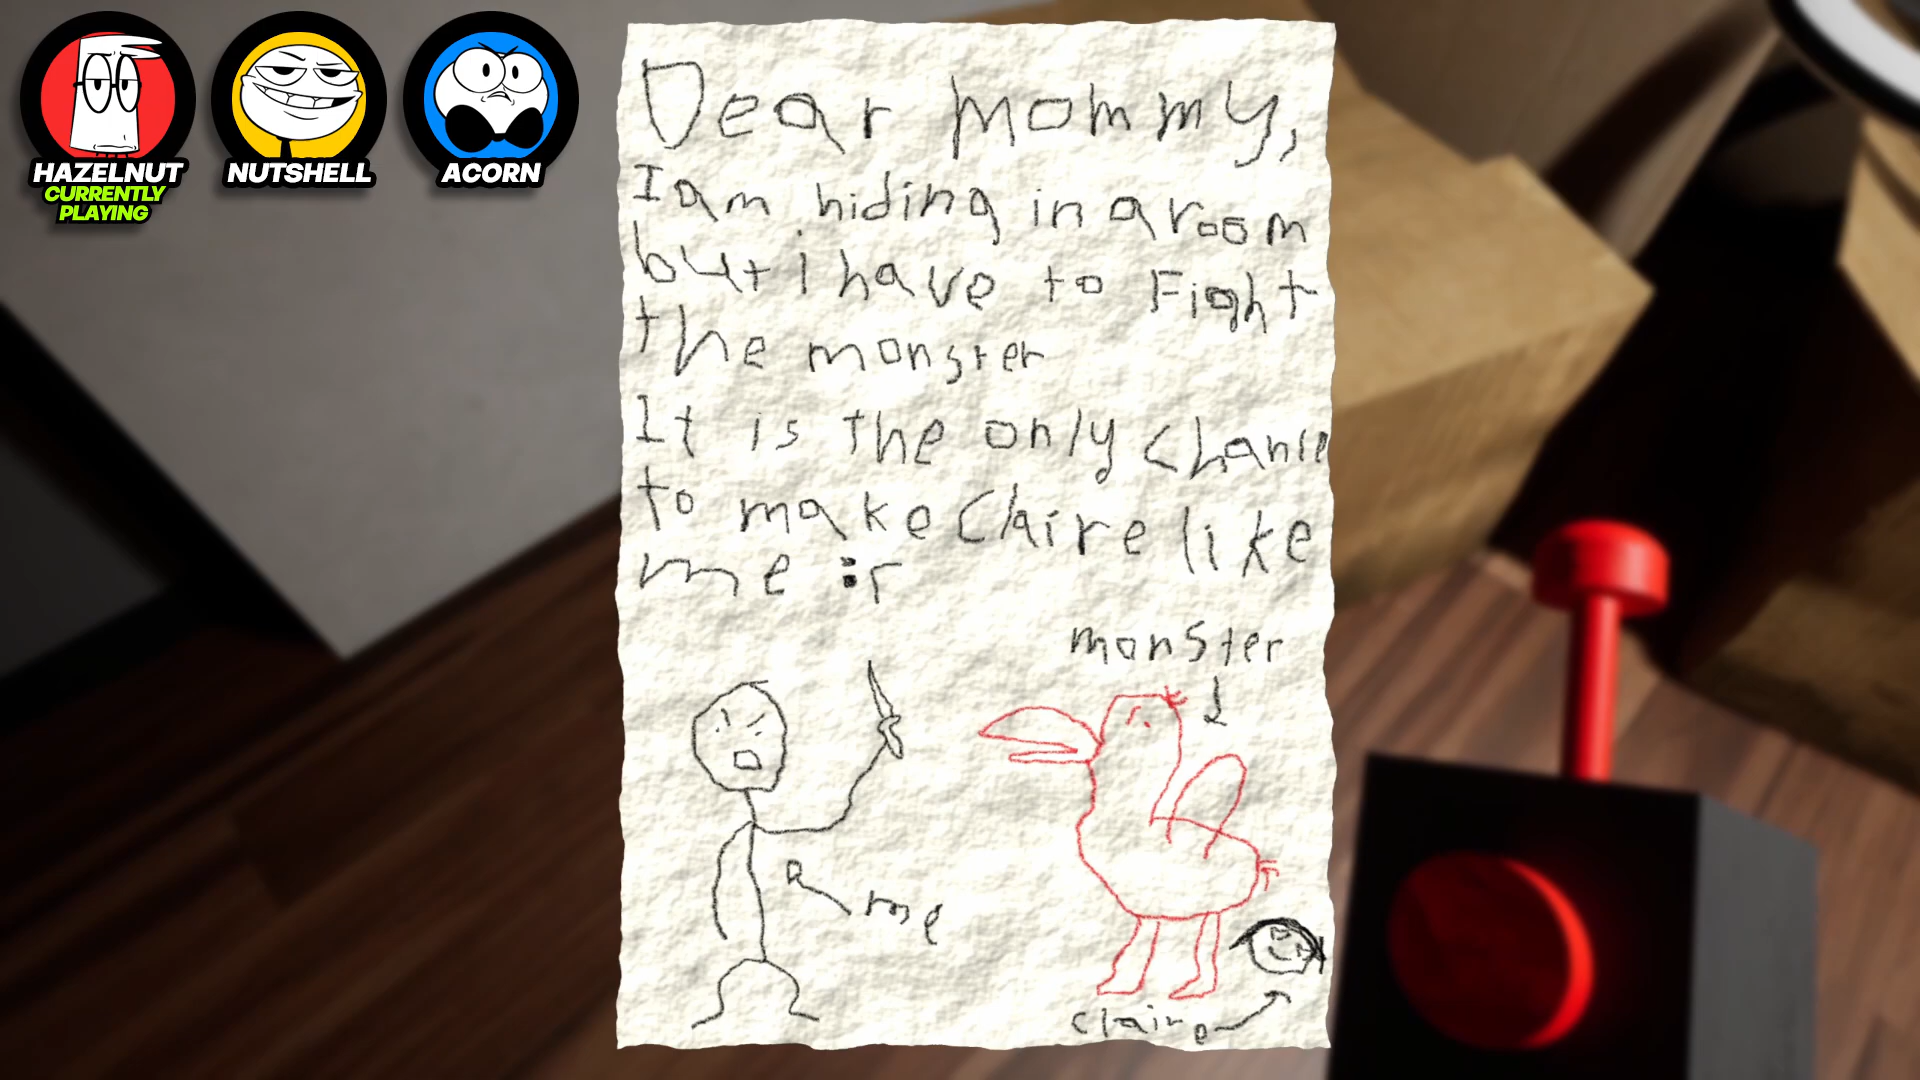 HAZELNUT
CURRENTLY
PLAYING
NUTSHELL
ACORN
Dear mommy,
I am hiding in a room
but i have to Fight
the monster
It is the only chance
to make Claire like
me :r
monster
me
claire